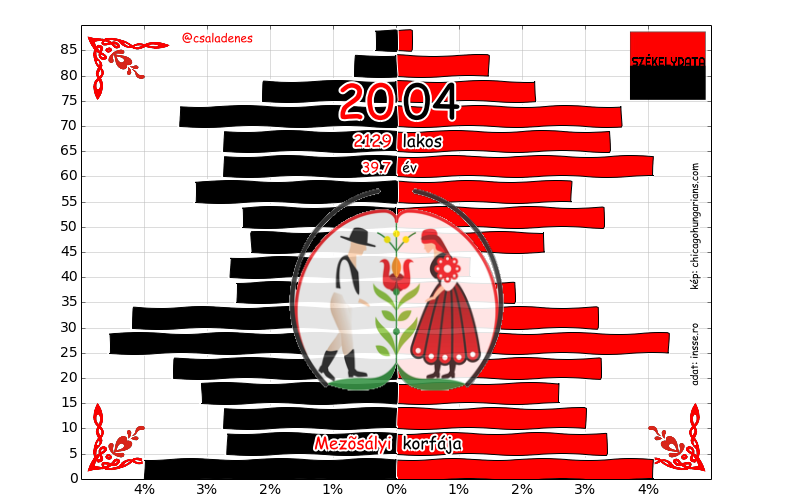 @csaladenes
SZÉKELYDATA
2004
2129 lakos
39.7 év
kép: chicagohungarians.com
adat: insse.ro
Mezősályi korfája
85
80
75
70
65
60
55
50
45
40
35
30
25
20
15
10
5
0
4% 3% 2% 1% 0% 1% 2% 3% 4%